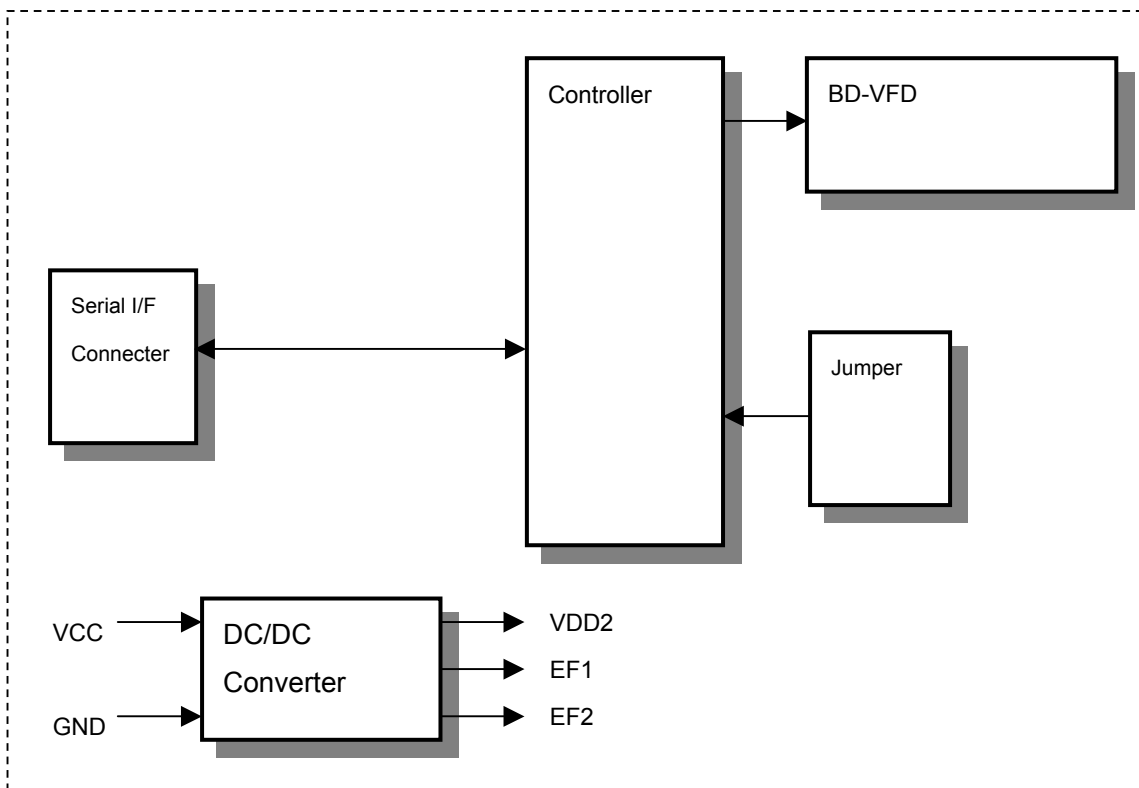 Controller
BD-VFD
Serial I/F
Connecter
Jumper
VCC
GND
DC/DC
Converter
VDD2
EF1
EF2